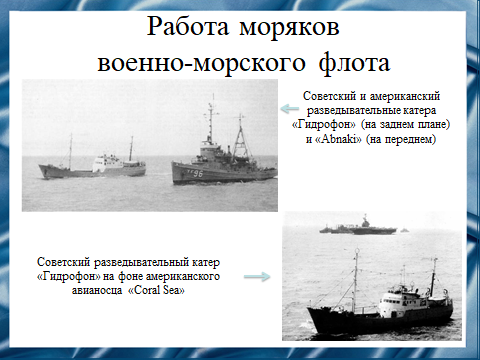 Работа моряков
военно-морского флота
Советский и американский
разведывательные катера
«Гидрофон» (на заднем плане)
и «Abnaki» (на переднем)
96
Советский разведывательный катер
«Гидрофон» на фоне американского
авианосца «Coral Sea»